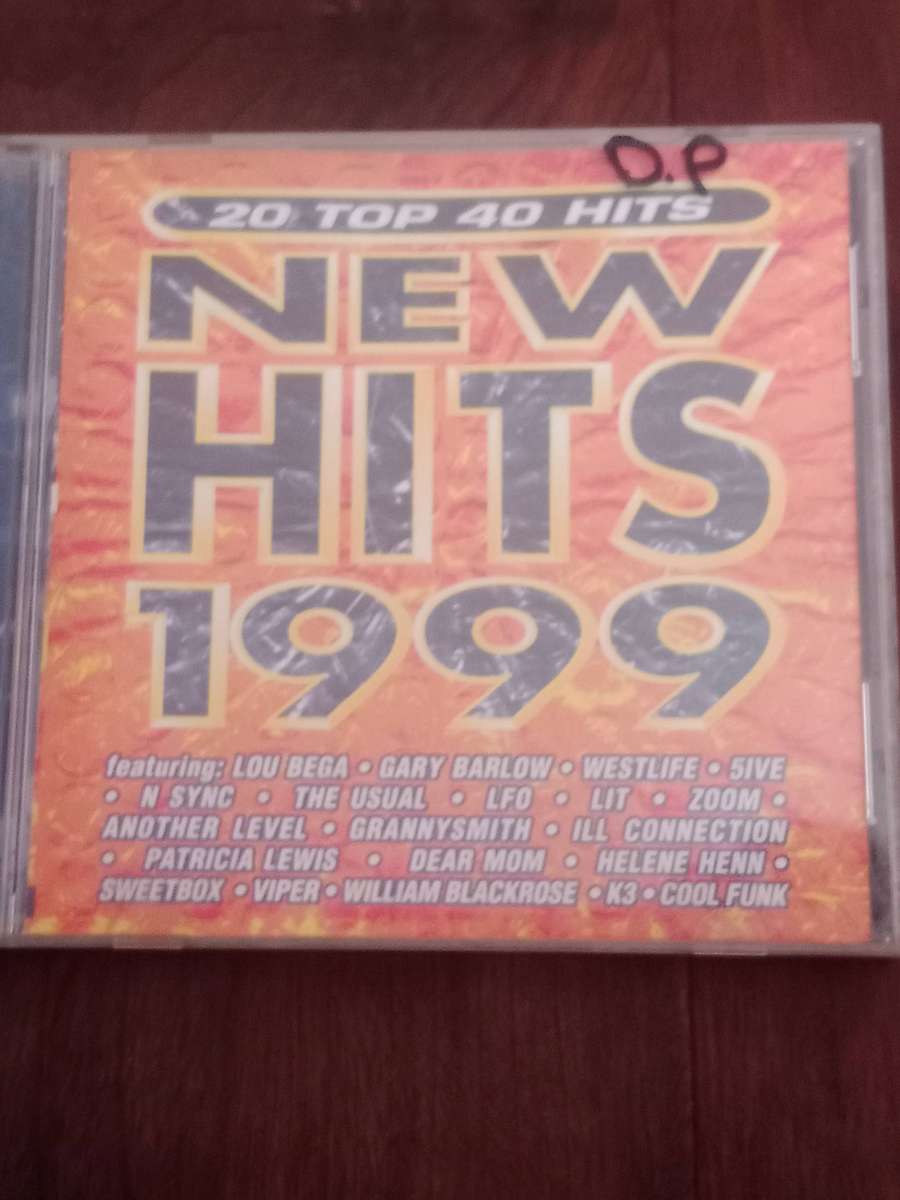 D.P
20 TOP 40 HITS
NEW
HITS
1999
featuring: LOU BEGA • GARY BARLOW • WESTLIFE • 5IVE
• N SYNC • THE USUAL • LFO • LIT • ZOOM •
ANOTHER LEVEL • GRANNYSMITH • ILL CONNECTION
• PATRICIA LEWIS • DEAR MOM • HELENE HENN •
SWEETBOX • VIPER • WILLIAM BLACKROSE • K3 • COOL FUNK